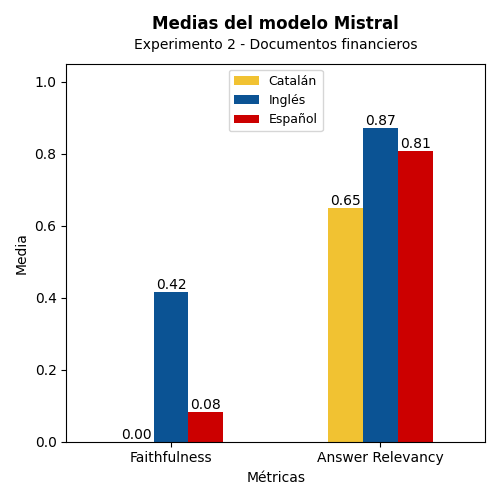 Medias del modelo Mistral
Experimento 2 - Documentos financieros
Catalán
Inglés
Español
1.0
0.8
0.6
0.4
0.2
0.0
Media
0.00
0.42
0.08
0.65
0.87
0.81
Faithfulness
Answer Relevancy
Métricas